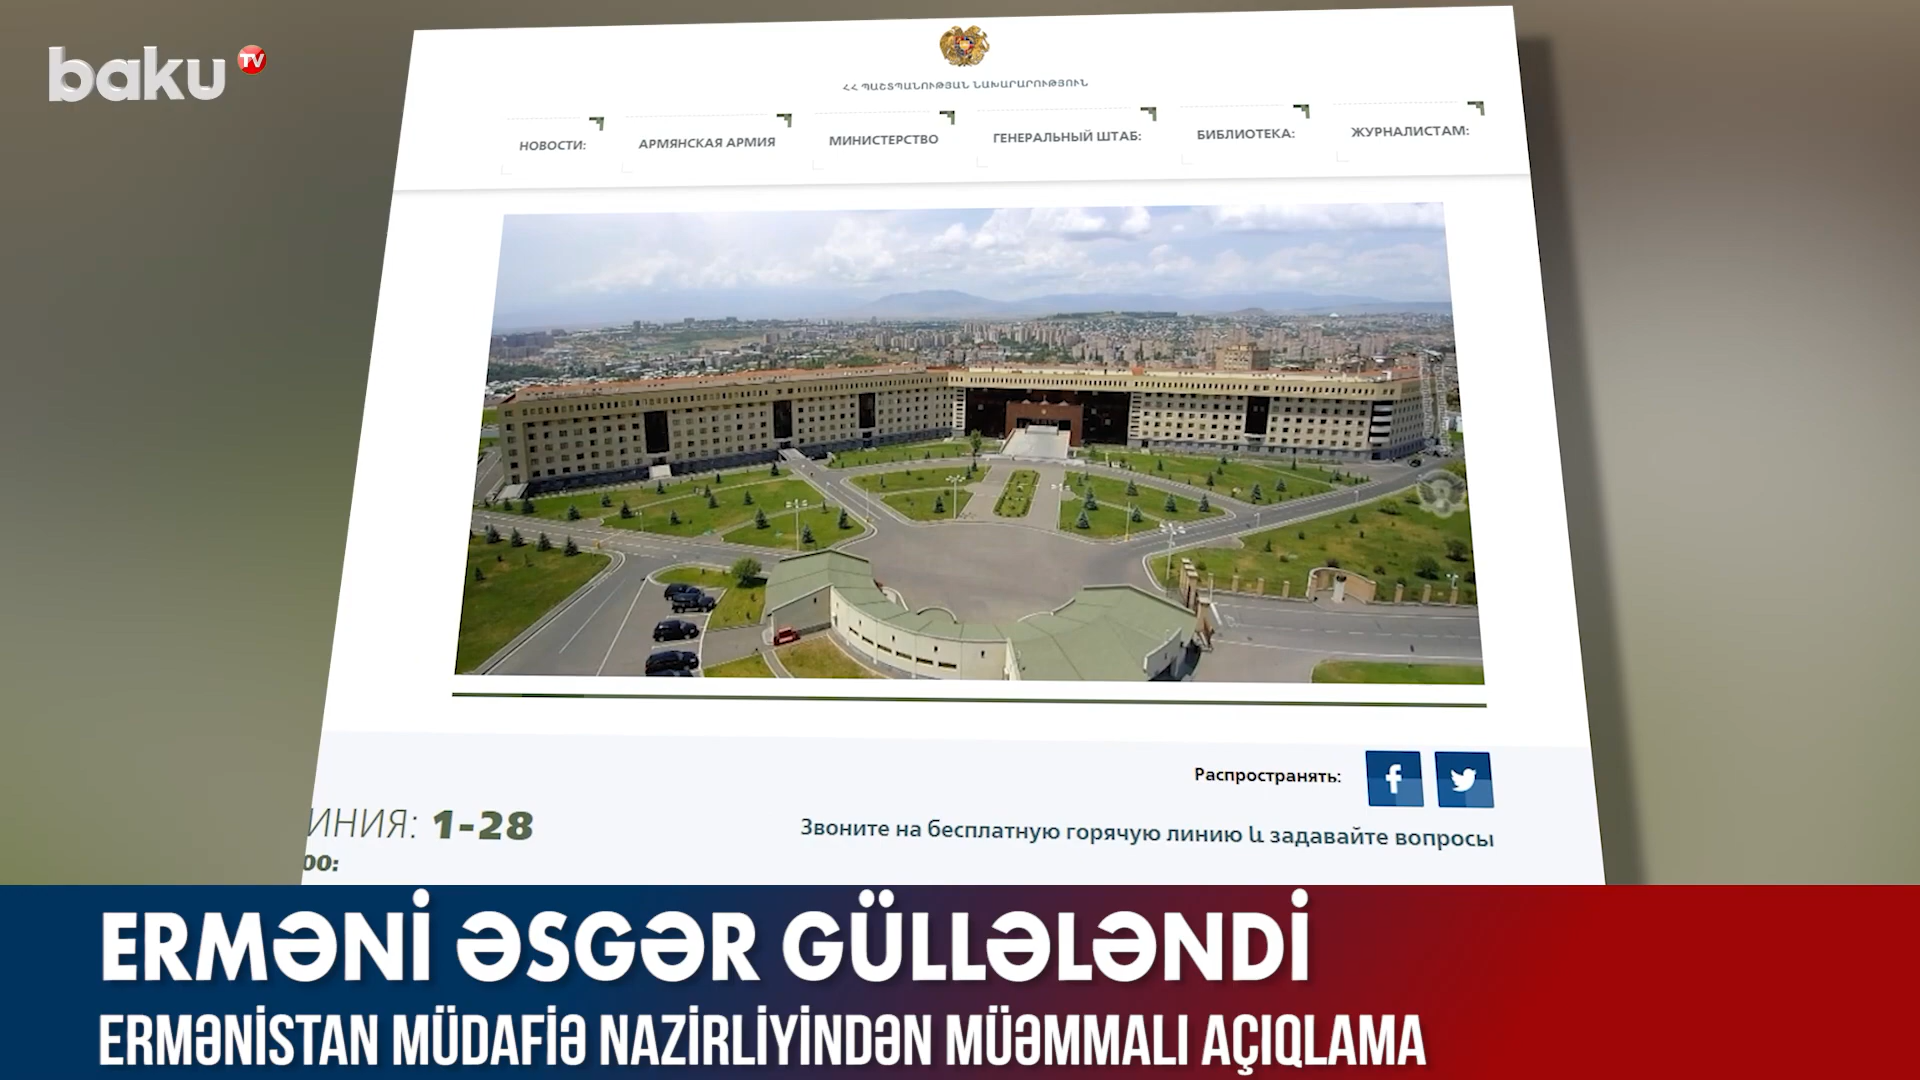 baku TV
ՀՀ ՊԱՇՏՊԱՆՈՒԹՅԱՆ ՆԱԽԱՐԱՐՈՒԹՅՈՒՆ
НОВОСТИ: АРМЯНСКАЯ АРМИЯ МИНИСТЕРСТВО ГЕНЕРАЛЬНЫЙ ШТАБ: БИБЛИОТЕКА: ЖУРНАЛИСТАМ:
Распространять:
ИНИЯ: 1-28
Звоните на бесплатную горячую линию և задавайте вопросы
00:
ERMƏNİ ƏSGƏR GÜLLƏLƏNDİ
ERMƏNİSTAN MÜDAFİƏ NAZİRLİYİNDƏN MÜƏMMALI AÇIQLAMA